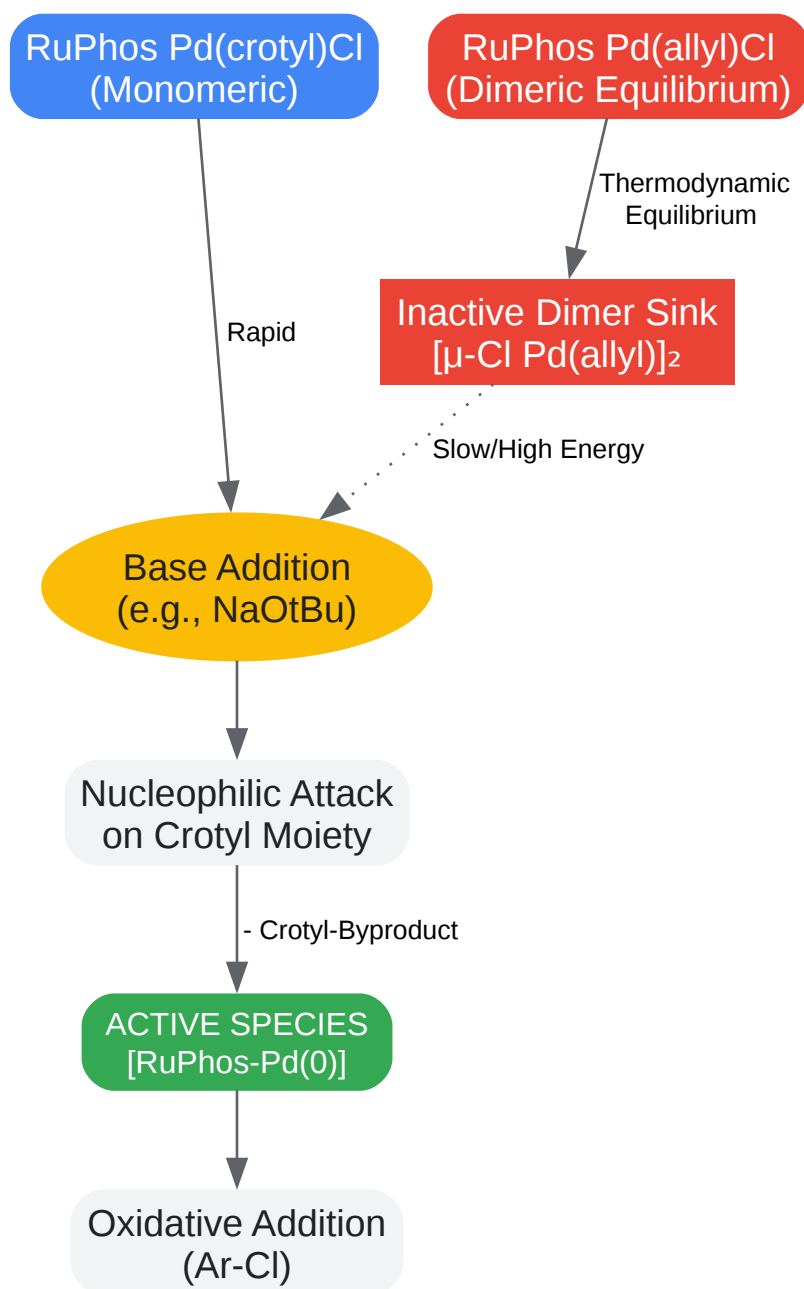 RuPhos Pd(crotyl)Cl
(Monomeric)
RuPhos Pd(allyl)Cl
(Dimeric Equilibrium)
Thermodynamic
Equilibrium
Inactive Dimer Sink
[μ-Cl Pd(allyl)]₂
Rapid
Slow/High Energy
Base Addition
(e.g., NaOtBu)
Nucleophilic Attack
on Crotyl Moiety
- Crotyl-Byproduct
ACTIVE SPECIES
[RuPhos-Pd(0)]
Oxidative Addition
(Ar-Cl)